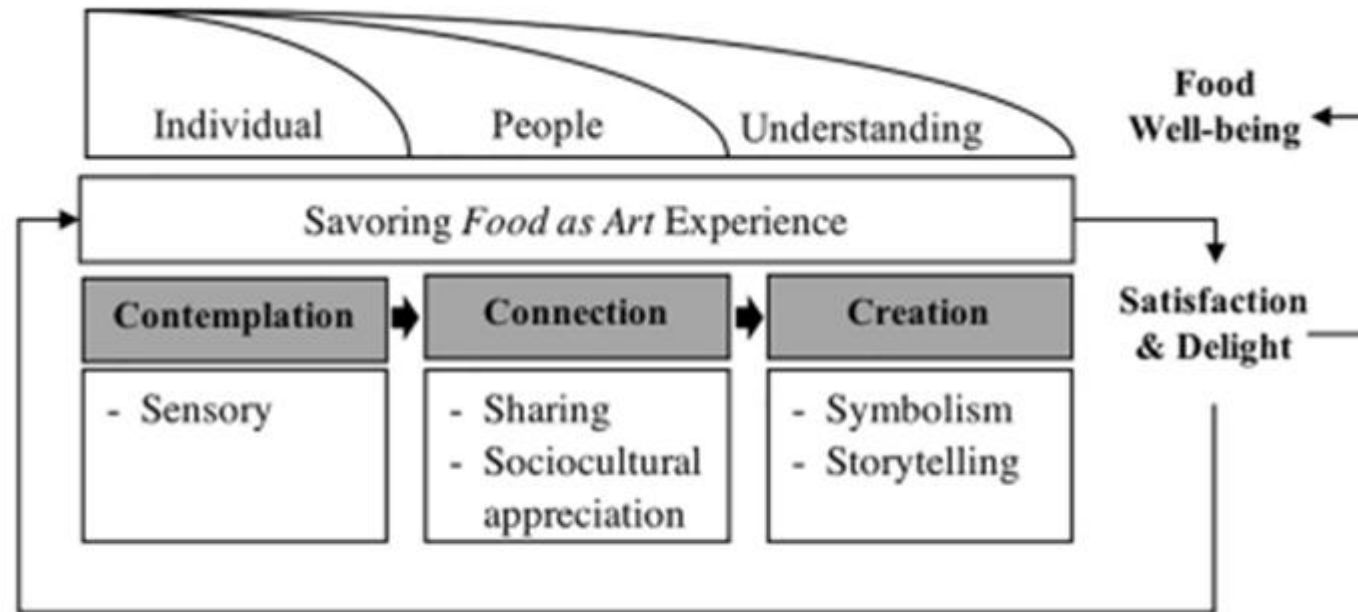 Individual
People
Understanding
Food
Well-being
Savoring Food as Art Experience
Contemplation
Connection
Creation
Satisfaction
& Delight
- Sensory
- Sharing
- Sociocultural
appreciation
- Symbolism
- Storytelling